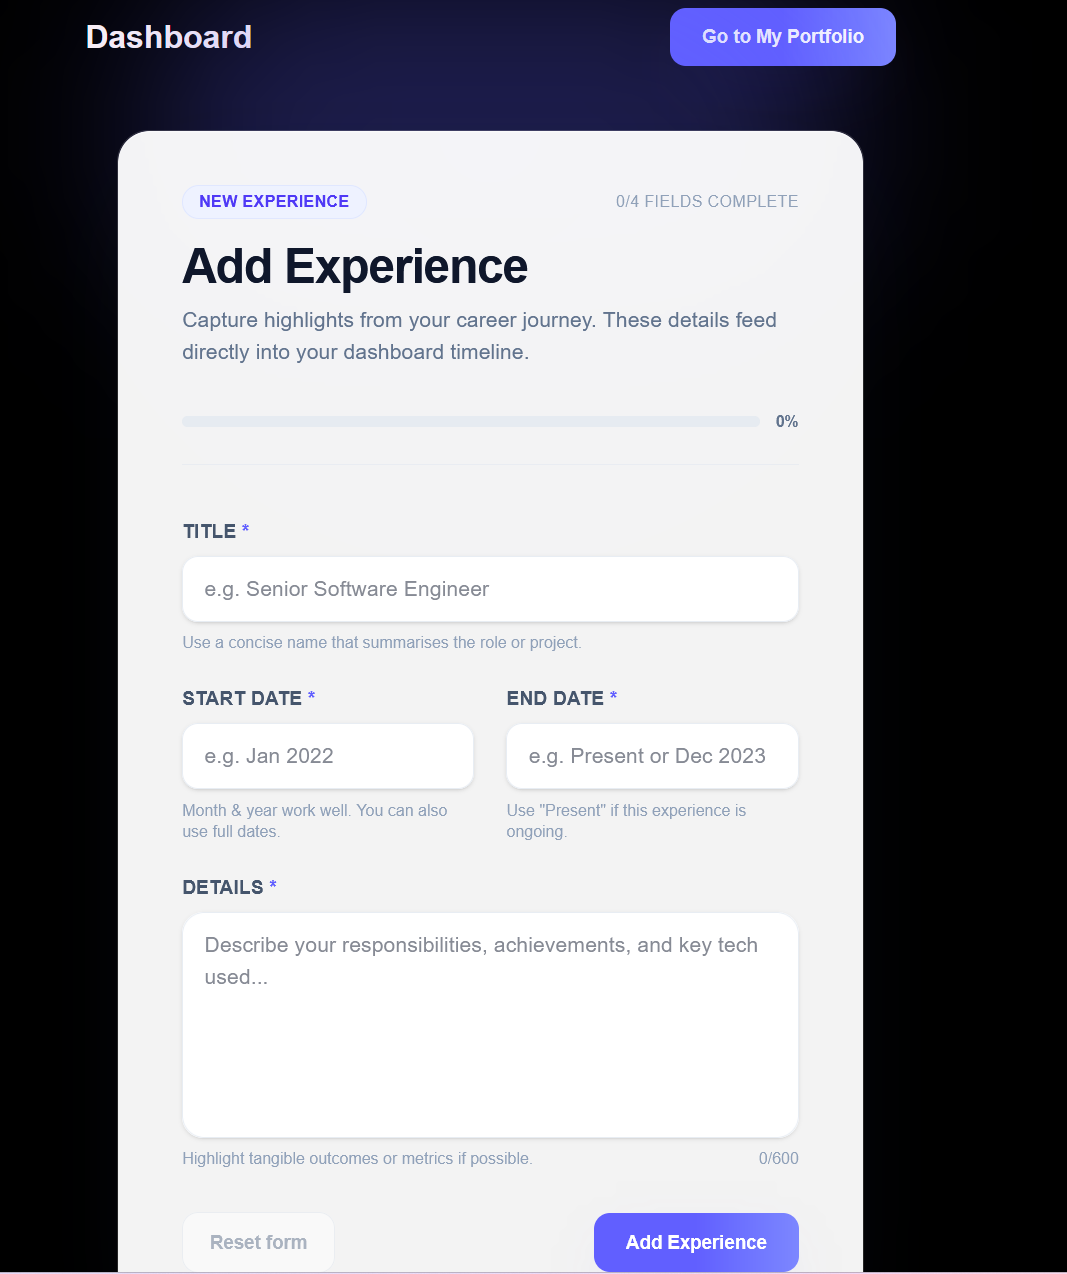 Dashboard
Go to My Portfolio
NEW EXPERIENCE
0/4 FIELDS COMPLETE
Add Experience
Capture highlights from your career journey. These details feed
directly into your dashboard timeline.
0%
TITLE *
e.g. Senior Software Engineer
Use a concise name that summarises the role or project.
START DATE *
e.g. Jan 2022
Month & year work well. You can also
use full dates.
END DATE *
e.g. Present or Dec 2023
Use "Present" if this experience is
ongoing.
DETAILS *
Describe your responsibilities, achievements, and key tech
used...
Highlight tangible outcomes or metrics if possible.
0/600
Reset form
Add Experience